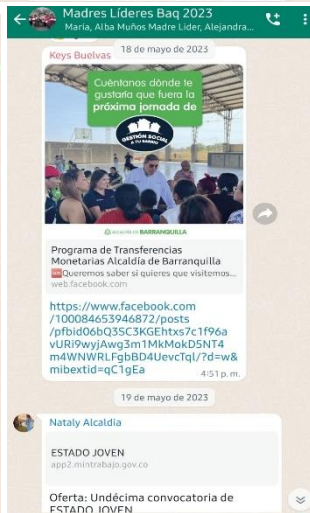 Madres Líderes Baq 2023
Maria, Alba Muños Madre Lider, Alejandra...
18 de mayo de 2023
Keys Buelvas
Cuéntanos dónde te
gustaría que fuera la
próxima jornada de
GESTIÓN SOCIAL
A TU BARRIO
ALCALDÍA DE BARRANQUILLA
Programa de Transferencias
Monetarias Alcaldía de Barranquilla
Queremos saber si quieres que visitemos...
web.facebook.com
https://www.facebook.com
/100084653946872/posts
/pfbid06bQ3SC3KGEhtxs7c1f96a
vURi9wyjAwg3m1MkMokD5NT4
m4WNWRLFgbBD4UevcTql/?d=w&
mibextid=qC1gEa
4:51 p. m.
19 de mayo de 2023
Nataly Alcaldia
ESTADO JOVEN
app2.mintrabajo.gov.co
Oferta: Undécima convocatoria de
ESTADO JOVEN